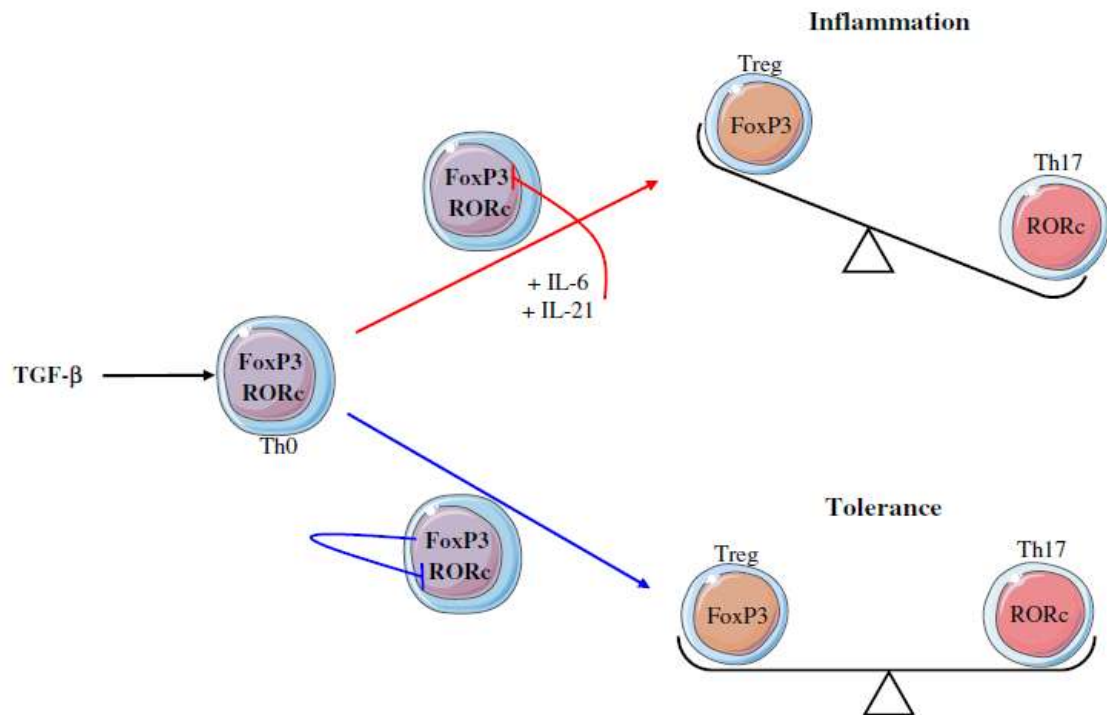 Inflammation
Treg
FoxP3
Th17
RORc
FoxP3
RORc
+ IL-6
+ IL-21
TGF-β
FoxP3
RORc
Th0
FoxP3
RORc
Tolerance
Treg
FoxP3
Th17
RORc